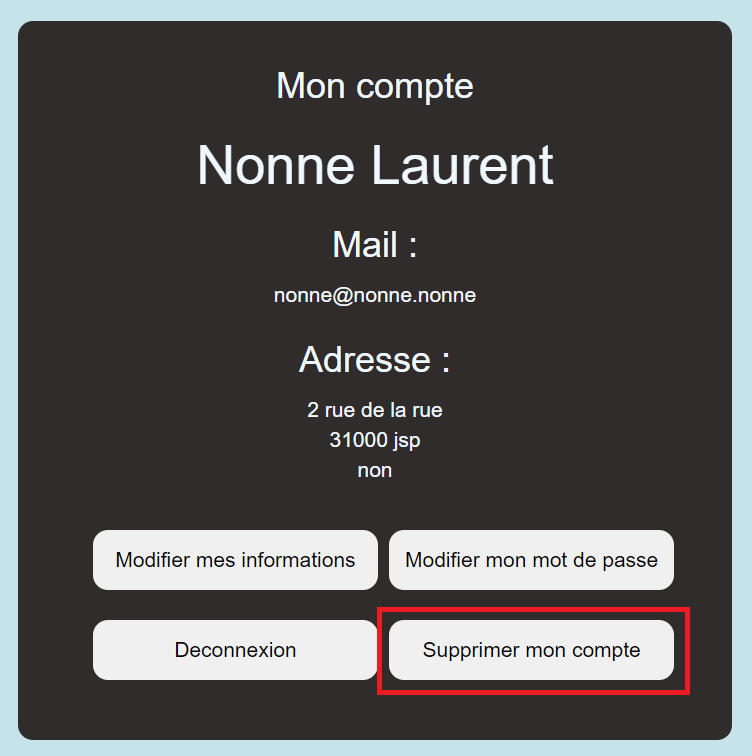 Mon compte
Nonne Laurent
Mail :
nonne@nonne.nonne
Adresse :
2 rue de la rue
31000 jsp
non
Modifier mes informations
Modifier mon mot de passe
Deconnexion
Supprimer mon compte